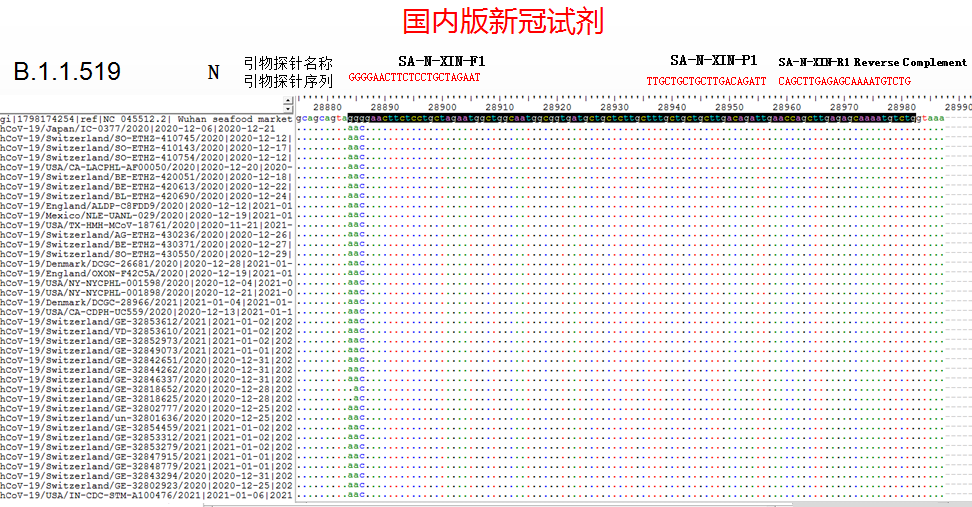 国内版新冠试剂
B.1.1.519
N
引物探针名称 SA-N-XIN-F1 SA-N-XIN-P1 SA-N-XIN-R1 Reverse Complement
引物探针序列 GGGGAACTTCTCCTGCTAGAAT TTGCTGCTGCTTGACAGATT CAGCTTGAGAGCAAAATGTCTG
28880 28890 28900 28910 28920 28930 28940 28950 28960 28970 28980 2899
gi|1798174254|ref|NC 045512.2| Wuhan seafood market gcagcagtaggggaacttctcctgctagaatggctggcaatggcggtgatgctgctcttgctttgctgctgcttgacagattgaaccagcttgagagcaaaatgtctggtaaa
hCoV-19/Japan/IC-0377/2020|2020-12-06|2020-12-21 aac
hCoV-19/Switzerland/SO-ETHZ-410745/2020|2020-12-12| aac
hCoV-19/Switzerland/SO-ETHZ-410143/2020|2020-12-17| aac
hCoV-19/Switzerland/SO-ETHZ-410754/2020|2020-12-12| aac
hCoV-19/USA/CA-LACPHL-AF00050/2020|2020-12-20|2020- aac
hCoV-19/Switzerland/BE-ETHZ-420051/2020|2020-12-18| aac
hCoV-19/Switzerland/BE-ETHZ-420613/2020|2020-12-22| aac
hCoV-19/Switzerland/BL-ETHZ-420690/2020|2020-12-24| aac
hCoV-19/England/ALDP-C8FDD9/2020|2020-12-12|2021-01 aac
hCoV-19/Mexico/NLE-UANL-029/2020|2020-12-19|2021-01 aac
hCoV-19/USA/TX-HMH-MCoV-18761/2020|2020-11-21|2021- aac
hCoV-19/Switzerland/AG-ETHZ-430236/2020|2020-12-26| aac
hCoV-19/Switzerland/BE-ETHZ-430371/2020|2020-12-27| aac
hCoV-19/Switzerland/SO-ETHZ-430550/2020|2020-12-29| aac
hCoV-19/Denmark/DCGC-26681/2020|2020-12-28|2021-01- aac
hCoV-19/England/OXON-F42C5A/2020|2020-12-19|2021-01 aac
hCoV-19/USA/NY-NYCPHL-001598/2020|2020-12-04|2021-0 aac
hCoV-19/USA/NY-NYCPHL-001898/2020|2020-12-21|2021-0 aac
hCoV-19/Denmark/DCGC-28966/2021|2021-01-04|2021-01- aac
hCoV-19/USA/CA-CDPH-UC559/2020|2020-12-13|2021-01-1 aac
hCoV-19/Switzerland/GE-32853612/2021|2021-01-02|202 aac
hCoV-19/Switzerland/VD-32853610/2021|2021-01-02|202 aac
hCoV-19/Switzerland/GE-32852973/2021|2021-01-02|202 aac
hCoV-19/Switzerland/GE-32849073/2021|2021-01-01|202 aac
hCoV-19/Switzerland/GE-32842651/2020|2020-12-31|202 aac
hCoV-19/Switzerland/GE-32844262/2020|2020-12-31|202 aac
hCoV-19/Switzerland/GE-32846337/2020|2020-12-31|202 aac
hCoV-19/Switzerland/GE-32818652/2020|2020-12-28|202 .ac
hCoV-19/Switzerland/GE-32818625/2020|2020-12-28|202 .ac
hCoV-19/Switzerland/GE-32802777/2020|2020-12-25|202 aac
hCoV-19/Switzerland/un-32801636/2020|2020-12-25|202 aac
hCoV-19/Switzerland/GE-32854459/2021|2021-01-02|202 aac
hCoV-19/Switzerland/GE-32853312/2021|2021-01-02|202 aac
hCoV-19/Switzerland/GE-32853279/2021|2021-01-02|202 aac
hCoV-19/Switzerland/GE-32847915/2021|2021-01-01|202 aac
hCoV-19/Switzerland/GE-32848779/2021|2021-01-01|202 aac
hCoV-19/Switzerland/GE-32843294/2020|2020-12-31|202 aac
hCoV-19/Switzerland/GE-32802923/2020|2020-12-25|202 aac
hCoV-19/USA/IN-CDC-STM-A100476/2021|2021-01-06|2021 aac